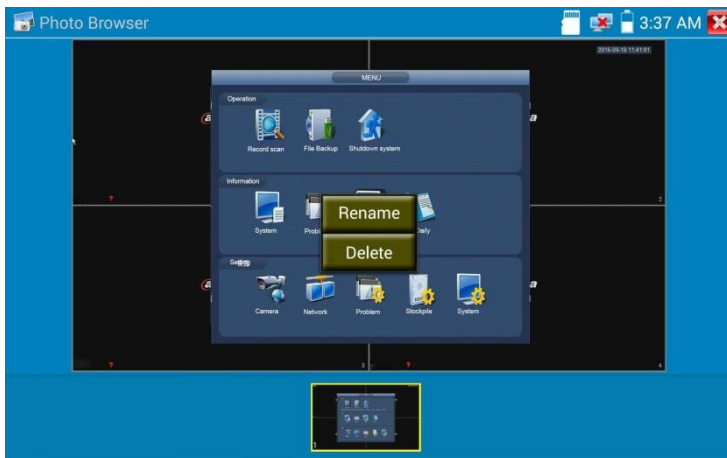 Photo Browser
3:37 AM
2016-09-18 11:41:01
MENU
Operation
Record scan
File Backup
Shutdown system
Information
System
Rename
Delete
Camera
Network
Problem
Stockpile
System
2
3
4
1